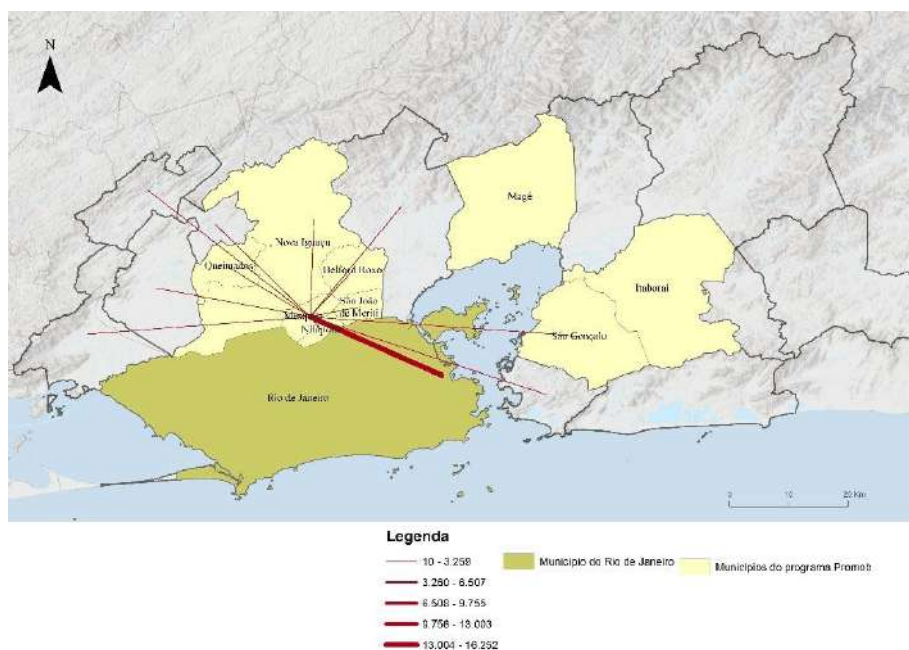 N
Magé
Nova Iguaçu
Queimados
Belford Roxo
Itaboraí
São João
de Meriti
São Gonçalo
Rio de Janeiro
0 10 20 Km
Legenda
10 - 3.259
3.260 - 6.507
6.508 - 9.755
9.756 - 13.003
13.004 - 16.252
Município do Rio de Janeiro
Municípios do programa Promob